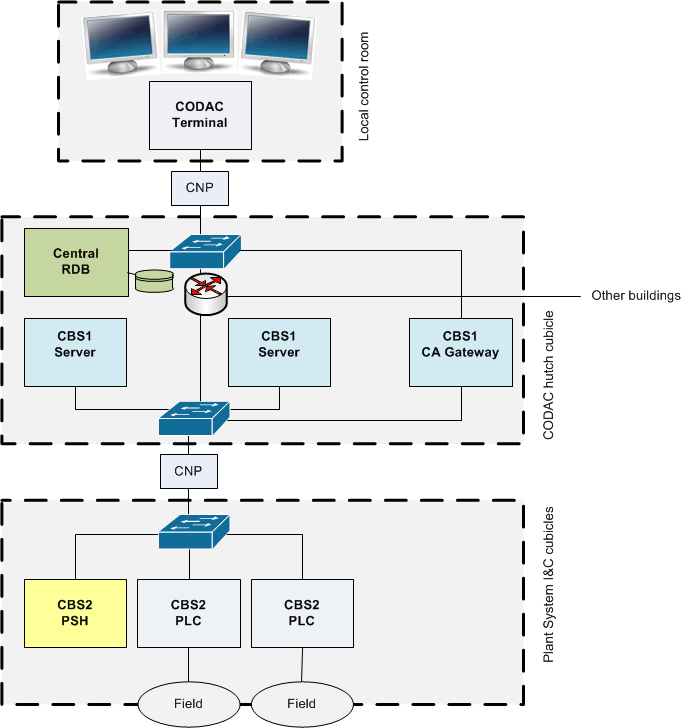 CODAC
Terminal
Local control room
CNP
Central
RDB
Other buildings
CBS1
Server
CBS1
Server
CBS1
CA Gateway
CODAC hutch cubicle
CNP
CBS2
PSH
CBS2
PLC
CBS2
PLC
Plant System I&C cubicles
Field
Field